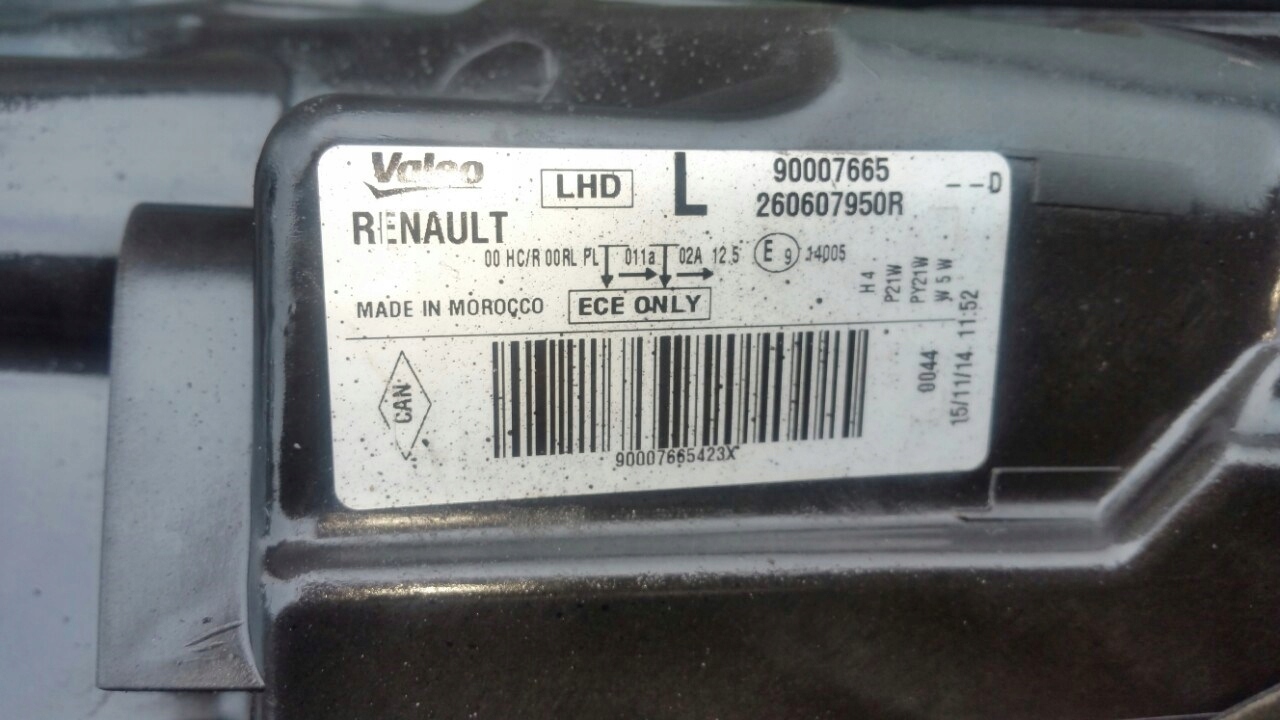 Valeo
LHD
L
90007665
260607950R
--D
RENAULT
00 HC/R 00RL PL 011a 02A 12.5 E 9 14005
MADE IN MOROCCO
ECE ONLY
H4
P21W
PY21W
W5W
CAN
90007665423X
0044
15/11/14 11:52